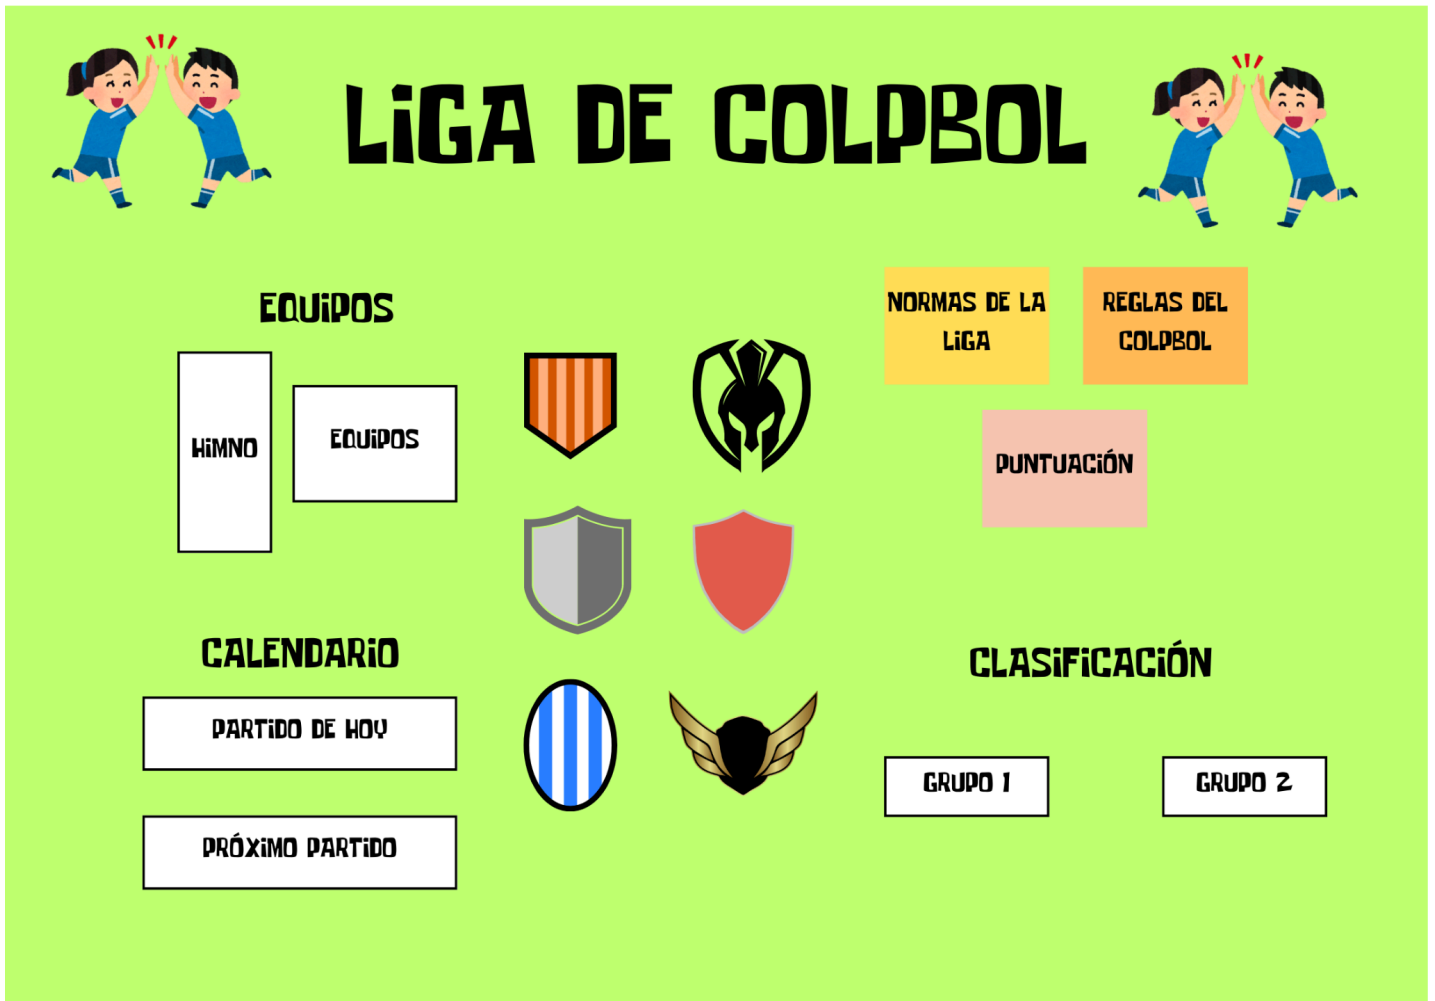 LIGA DE COLPBOL
EQUIPOS
HIMNO
EQUIPOS
NORMAS DE LA
LIGA
REGLAS DEL
COLPBOL
PUNTUACIÓN
CALENDARIO
PARTIDO DE HOY
PRÓXIMO PARTIDO
CLASIFICACIÓN
GRUPO 1
GRUPO 2